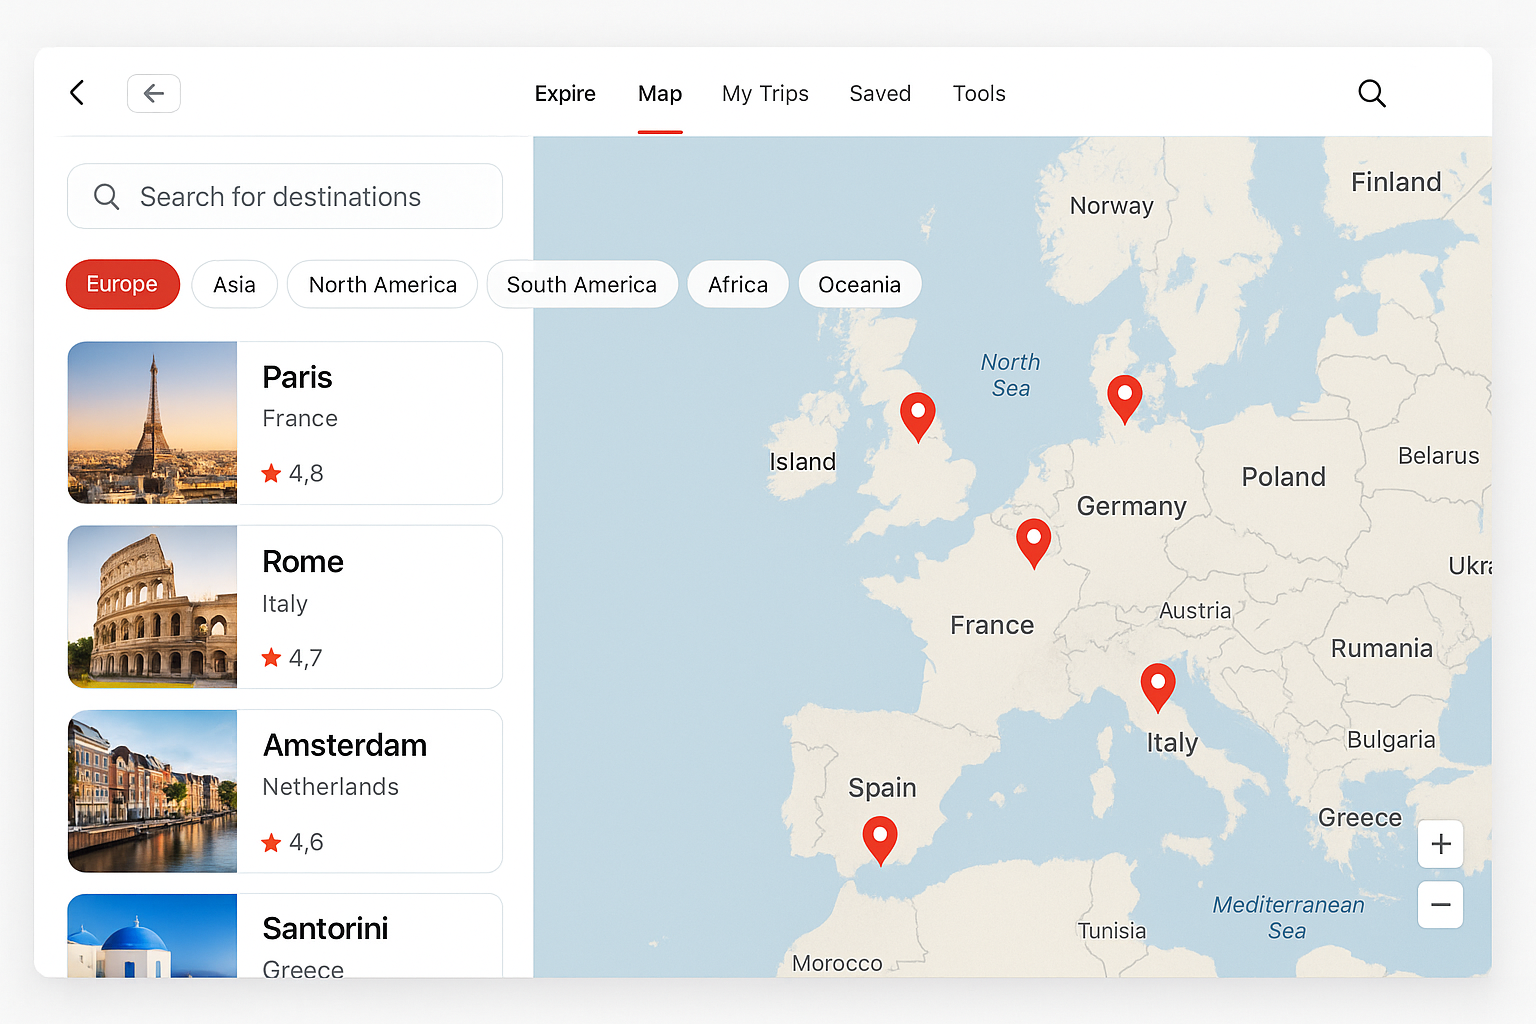 Expire Map My Trips Saved Tools
Search for destinations
Europe Asia North America South America Africa Oceania
Paris
France
4,8
Rome
Italy
4,7
Amsterdam
Netherlands
4,6
Santorini
Greece
Finland
Norway
North
Sea
Island
Belarus
Poland
Germany
Ukra
Austria
France
Rumania
Italy
Bulgaria
Spain
Greece
+
Mediterranean
Sea
−
Tunisia
Morocco